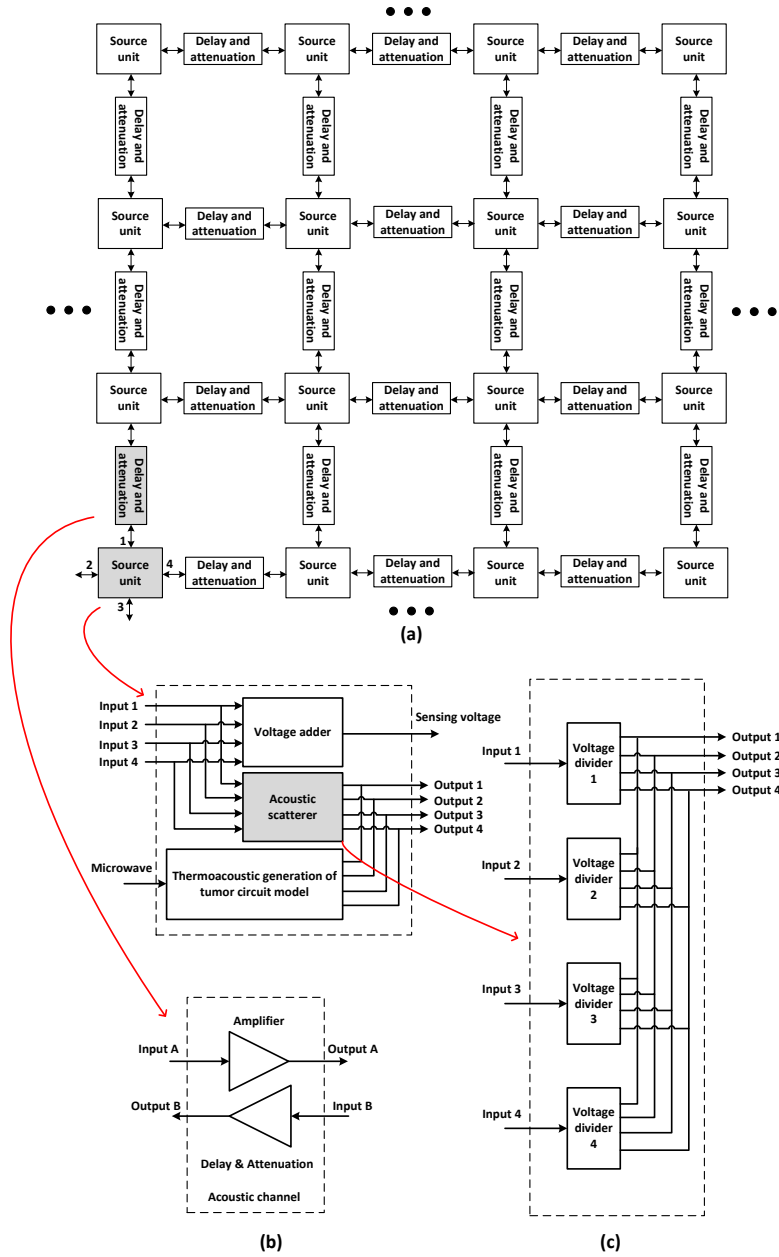 Source
unit
Delay and
attenuation
Source
unit
Delay and
attenuation
Source
unit
Delay and
attenuation
Source
unit
Delay and
attenuation
Delay and
attenuation
Delay and
attenuation
Delay and
attenuation
Source
unit
Delay and
attenuation
Source
unit
Delay and
attenuation
Source
unit
Delay and
attenuation
Source
unit
Delay and
attenuation
Delay and
attenuation
Delay and
attenuation
Delay and
attenuation
Source
unit
Delay and
attenuation
Source
unit
Delay and
attenuation
Source
unit
Delay and
attenuation
Source
unit
Delay and
attenuation
Delay and
attenuation
Delay and
attenuation
Delay and
attenuation
1
2
Source
unit
4
3
Delay and
attenuation
Source
unit
Delay and
attenuation
Source
unit
Delay and
attenuation
Source
unit
(a)
Input 1
Input 2
Input 3
Input 4
Voltage adder
Sensing voltage
Acoustic
scatterer
Output 1
Output 2
Output 3
Output 4
Microwave
Thermoacoustic generation of
tumor circuit model
Amplifier
Input A
Output A
Output B
Input B
Delay & Attenuation
Acoustic channel
(b)
Input 1
Voltage
divider
1
Output 1
Output 2
Output 3
Output 4
Input 2
Voltage
divider
2
Input 3
Voltage
divider
3
Input 4
Voltage
divider
4
(c)